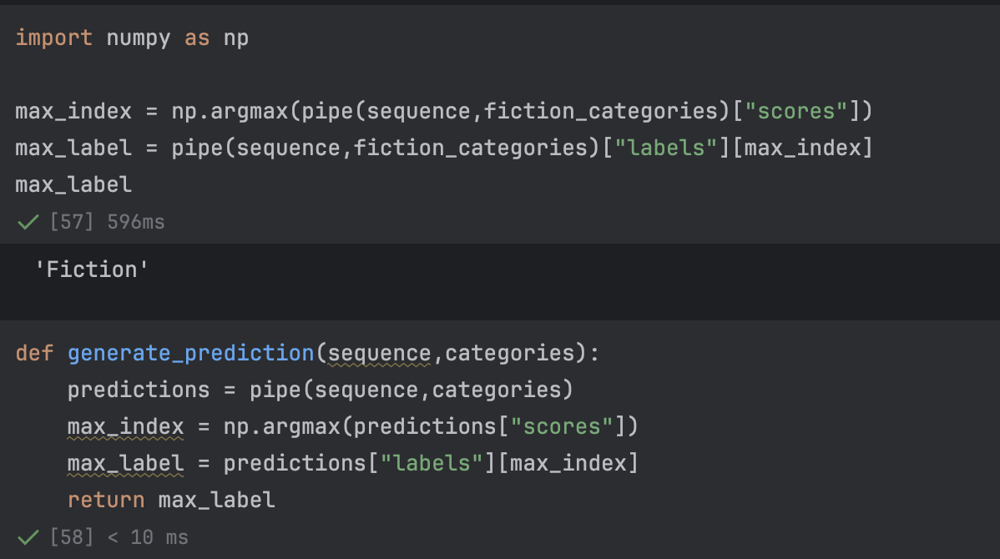 import numpy as np
max_index = np.argmax(pipe(sequence,fiction_categories)["scores"])
max_label = pipe(sequence,fiction_categories)["labels"][max_index]
max_label
[57] 596ms
'Fiction'
def generate_prediction(sequence,categories):
    predictions = pipe(sequence,categories)
    max_index = np.argmax(predictions["scores"])
    max_label = predictions["labels"][max_index]
    return max_label
[58] < 10 ms